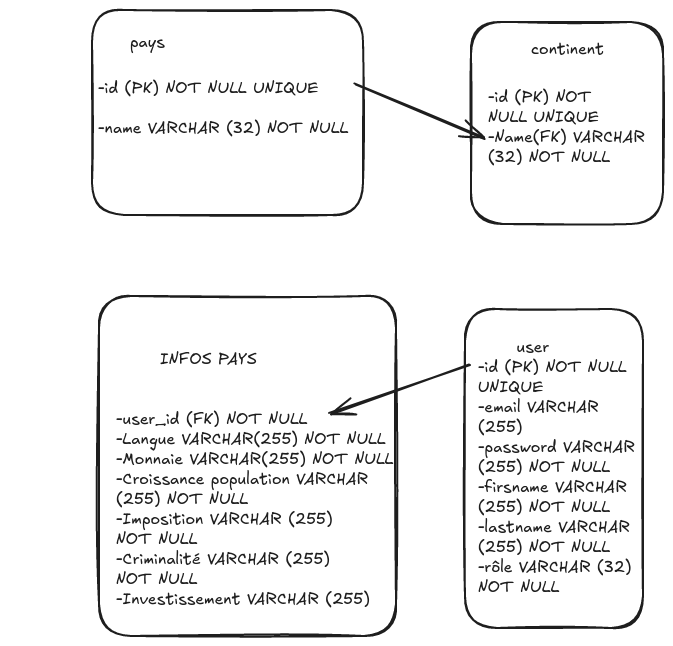 pays
-id (PK) NOT NULL UNIQUE
-name VARCHAR (32) NOT NULL
continent
-id (PK) NOT
NULL UNIQUE
-Name(FK) VARCHAR
(32) NOT NULL
INFOS PAYS
-user_id (FK) NOT NULL
-Langue VARCHAR(255) NOT NULL
-Monnaie VARCHAR(255) NOT NULL
-Croissance population VARCHAR
(255) NOT NULL
-Imposition VARCHAR (255)
NOT NULL
-Criminalité VARCHAR (255)
NOT NULL
-Investissement VARCHAR (255)
user
-id (PK) NOT NULL
UNIQUE
-email VARCHAR
(255)
-password VARCHAR
(255) NOT NULL
-firsname VARCHAR
(255) NOT NULL
-lastname VARCHAR
(255) NOT NULL
-rôle VARCHAR (32)
NOT NULL